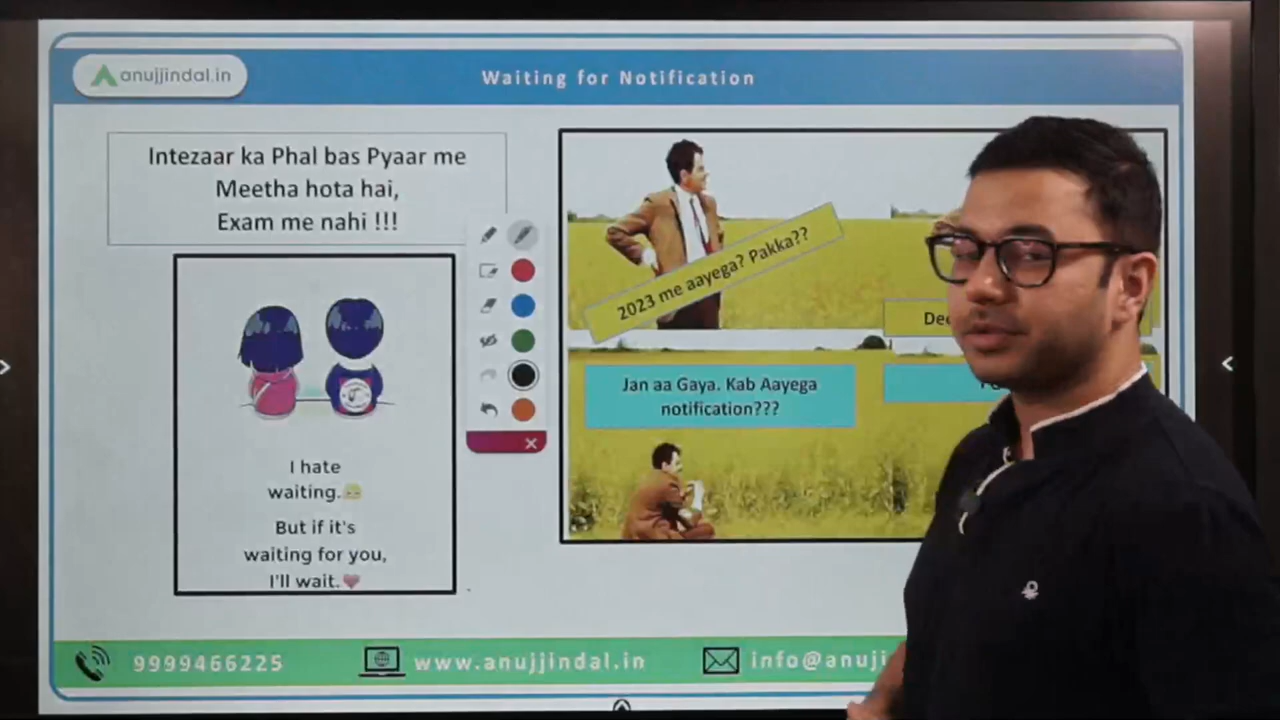 anujjindal.in
Waiting for Notification
Intezaar ka Phal bas Pyaar me
Meetha hota hai,
Exam me nahi !!!
I hate
waiting.
But if it's
waiting for you,
I'll wait.
2023 me aayega? Pakka??
Jan aa Gaya. Kab Aayega
notification???
9999466225
www.anujjindal.in